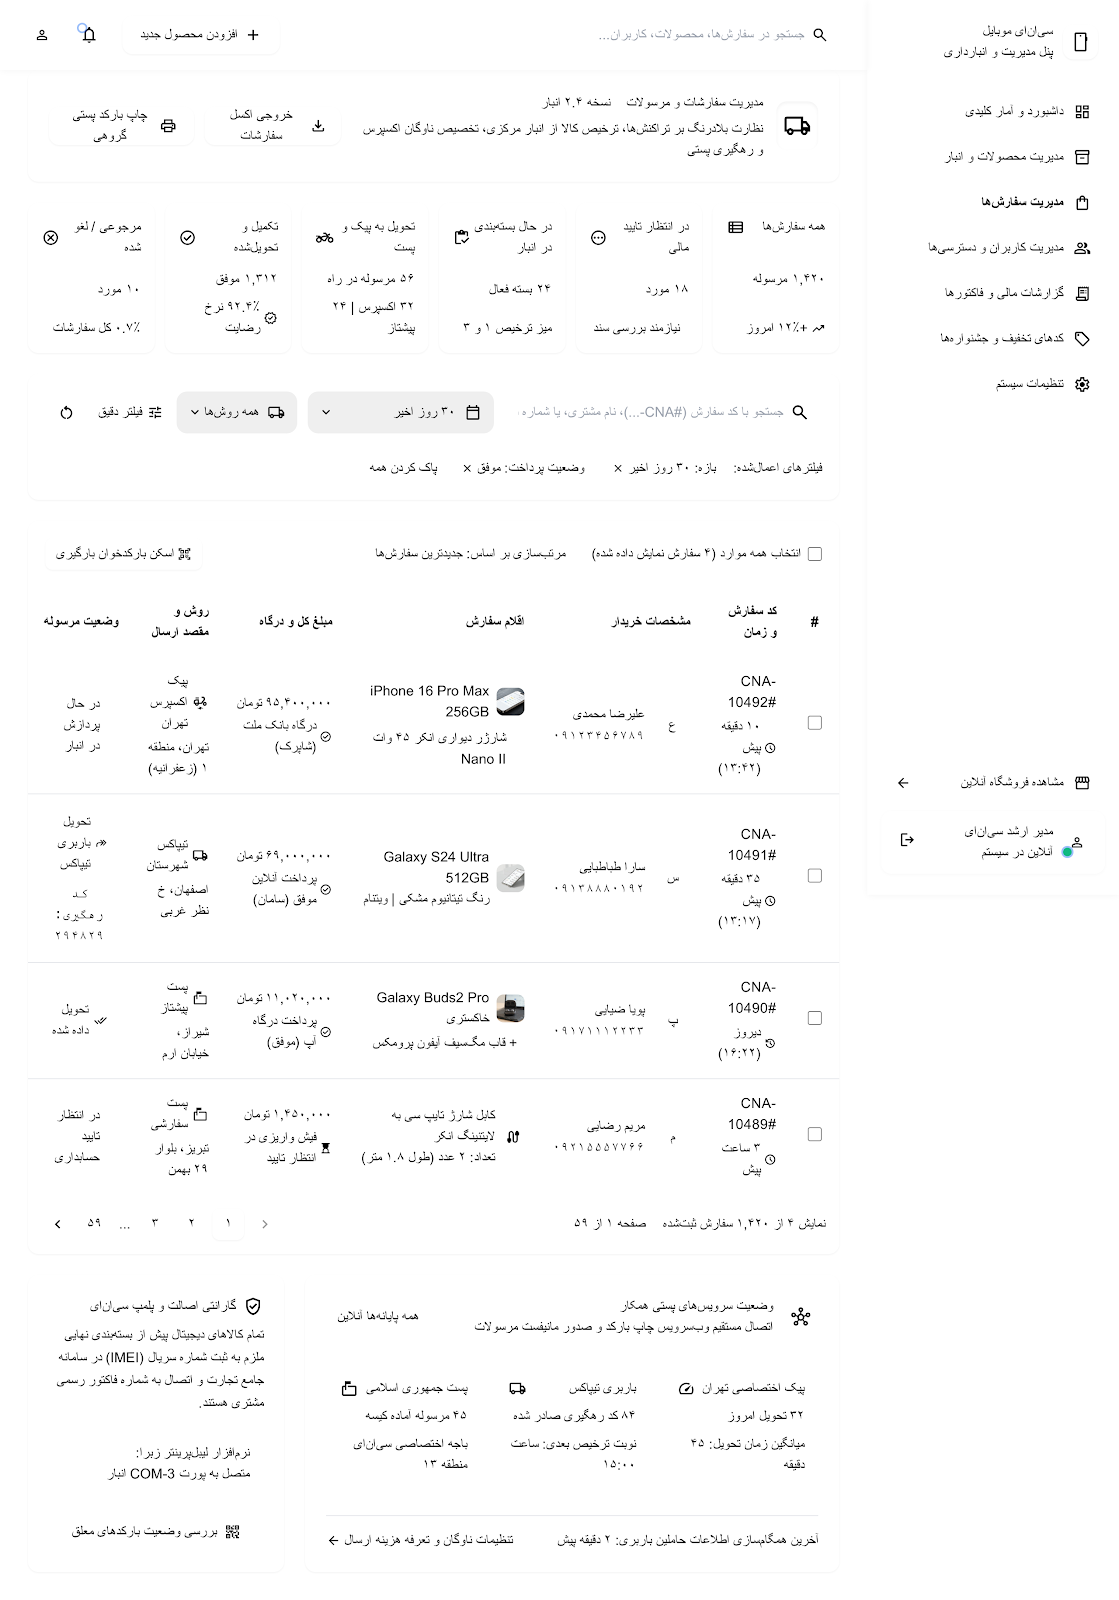 سی‌ان‌ای موبایل
پنل مدیریت و انبارداری
داشبورد و آمار کلیدی
مدیریت محصولات و انبار
مدیریت سفارش‌ها
مدیریت کاربران و دسترسی‌ها
گزارشات مالی و فاکتورها
کدهای تخفیف و جشنواره‌ها
تنظیمات سیستم
مشاهده فروشگاه آنلاین
مدیر ارشد سی‌ان‌ای
آنلاین در سیستم
جستجو در سفارش‌ها، محصولات، کاربران...
افزودن محصول جدید
مدیریت سفارشات و مرسولات نسخه ۲.۴ انبار
نظارت بلادرنگ بر تراکنش‌ها، ترخیص کالا از انبار مرکزی، تخصیص ناوگان اکسپرس
و رهگیری پستی
خروجی اکسل
سفارشات
چاپ بارکد پستی
گروهی
همه سفارش‌ها
۱,۴۲۰ مرسوله
+۱۲٪ امروز
در انتظار تایید
مالی
۱۸ مورد
نیازمند بررسی سند
در حال بسته‌بندی
در انبار
۲۴ بسته فعال
میز ترخیص ۱ و ۳
تحویل به پیک و
پست
۵۶ مرسوله در راه
۳۲ اکسپرس | ۲۴
پیشتاز
تکمیل و
تحویل‌شده
۱,۳۱۲ موفق
۹۲.۴٪ نرخ
رضایت
مرجوعی / لغو
شده
۱۰ مورد
۰.۷٪ کل سفارشات
جستجو با کد سفارش (#CNA-...)، نام مشتری، یا شماره
۳۰ روز اخیر
همه روش‌ها
فیلتر دقیق
فیلترهای اعمال‌شده:
بازه: ۳۰ روز اخیر ×
وضعیت پرداخت: موفق ×
پاک کردن همه
انتخاب همه موارد (۴ سفارش نمایش داده شده)
مرتب‌سازی بر اساس: جدیدترین سفارش‌ها
اسکن بارکدخوان بارگیری
#
کد سفارش
و زمان
مشخصات خریدار
اقلام سفارش
مبلغ کل و درگاه
روش و
مقصد ارسال
وضعیت مرسوله
CNA-
10492#
۱۰ دقیقه
پیش
(۱۳:۴۲)
ع
علیرضا محمدی
۰۹۱۲۳۴۵۶۷۸۹
iPhone 16 Pro Max
256GB
شارژر دیواری انکر ۴۵ وات
Nano II
۹۵,۴۰۰,۰۰۰ تومان
درگاه بانک ملت
(شاپرک)
پیک
اکسپرس
تهران
تهران، منطقه
۱ (زعفرانیه)
در حال
پردازش
در انبار
CNA-
10491#
۳۵ دقیقه
پیش
(۱۳:۱۷)
س
سارا طباطبایی
۰۹۱۳۸۸۸۰۱۹۲
Galaxy S24 Ultra
512GB
رنگ تیتانیوم مشکی | ویتنام
۶۹,۰۰۰,۰۰۰ تومان
پرداخت آنلاین
موفق (سامان)
تیپاکس
شهرستان
اصفهان، خ
نظر غربی
تحویل
باربری
تیپاکس
کد
رهگیری:
۲۹۴۸۲۹
CNA-
10490#
دیروز
(۱۶:۲۲)
پ
پویا ضیایی
۰۹۱۷۱۱۱۲۲۳۳
Galaxy Buds2 Pro
خاکستری
+ قاب مگ‌سیف آیفون پرومکس
۱۱,۰۲۰,۰۰۰ تومان
پرداخت درگاه
آپ (موفق)
پست
پیشتاز
شیراز،
خیابان ارم
تحویل
داده شده
CNA-
10489#
۳ ساعت
پیش
م
مریم رضایی
۰۹۲۱۵۵۵۷۷۶۶
کابل شارژ تایپ سی به
لایتنینگ انکر
تعداد: ۲ عدد (طول ۱.۸ متر)
۱,۴۵۰,۰۰۰ تومان
فیش واریزی در
انتظار تایید
پست
سفارشی
تبریز، بلوار
۲۹ بهمن
در انتظار
تایید
حسابداری
نمایش ۴ از ۱,۴۲۰ سفارش ثبت‌شده
صفحه ۱ از ۵۹
۱ ۲ ۳ ... ۵۹
وضعیت سرویس‌های پستی همکار
اتصال مستقیم وب‌سرویس چاپ بارکد و صدور مانیفست مرسولات
همه پایانه‌ها آنلاین
پیک اختصاصی تهران
۳۲ تحویل امروز
میانگین زمان تحویل: ۴۵
دقیقه
باربری تیپاکس
۸۴ کد رهگیری صادر شده
نوبت ترخیص بعدی: ساعت
۱۵:۰۰
پست جمهوری اسلامی
۴۵ مرسوله آماده کیسه
باجه اختصاصی سی‌ان‌ای
منطقه ۱۳
آخرین همگام‌سازی اطلاعات حاملین باربری: ۲ دقیقه پیش
تنظیمات ناوگان و تعرفه هزینه ارسال
گارانتی اصالت و پلمپ سی‌ان‌ای
تمام کالاهای دیجیتال پیش از بسته‌بندی نهایی
ملزم به ثبت شماره سریال (IMEI) در سامانه
جامع تجارت و اتصال به شماره فاکتور رسمی
مشتری هستند.
نرم‌افزار لیبل‌پرینتر زبرا:
متصل به پورت COM-3 انبار
بررسی وضعیت بارکدهای معلق